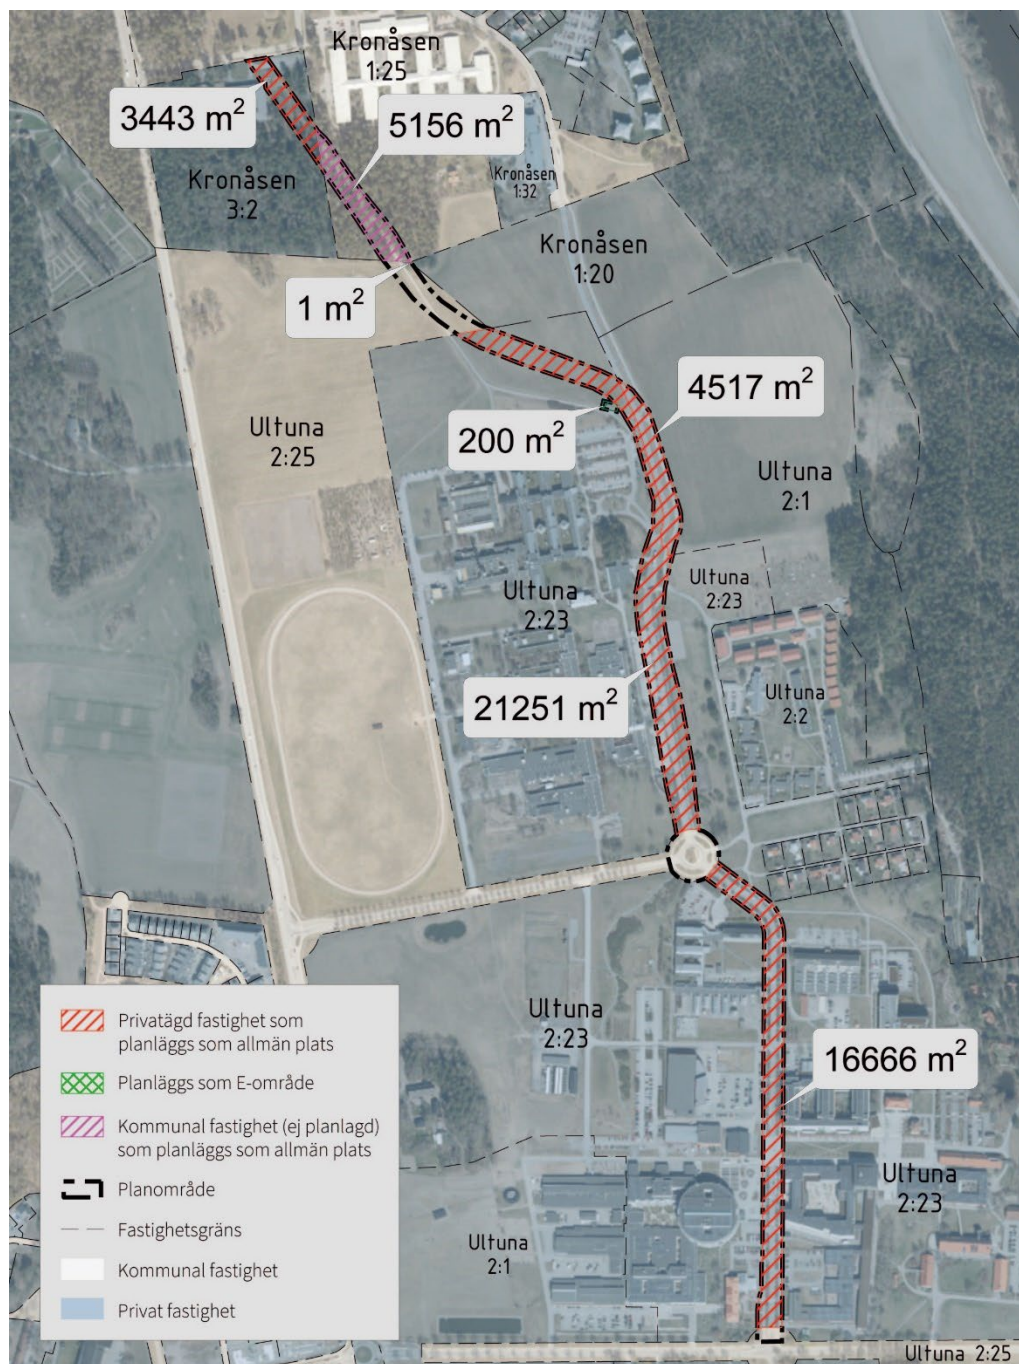 Kronåsen
1:25
3443 m²
5156 m²
Kronåsen
3:2
Kronåsen
1:32
Kronåsen
1:20
1 m²
4517 m²
200 m²
Ultuna
2:25
Ultuna
2:1
Ultuna
2:23
Ultuna
2:23
21251 m²
Ultuna
2:2
Ultuna
2:23
16666 m²
Ultuna
2:23
Ultuna
2:1
Privatägd fastighet som
planläggs som allmän plats
Planläggs som E-område
Kommunal fastighet (ej planlagd)
som planläggs som allmän plats
Planområde
Fastighetsgräns
Kommunal fastighet
Privat fastighet
Ultuna 2:25